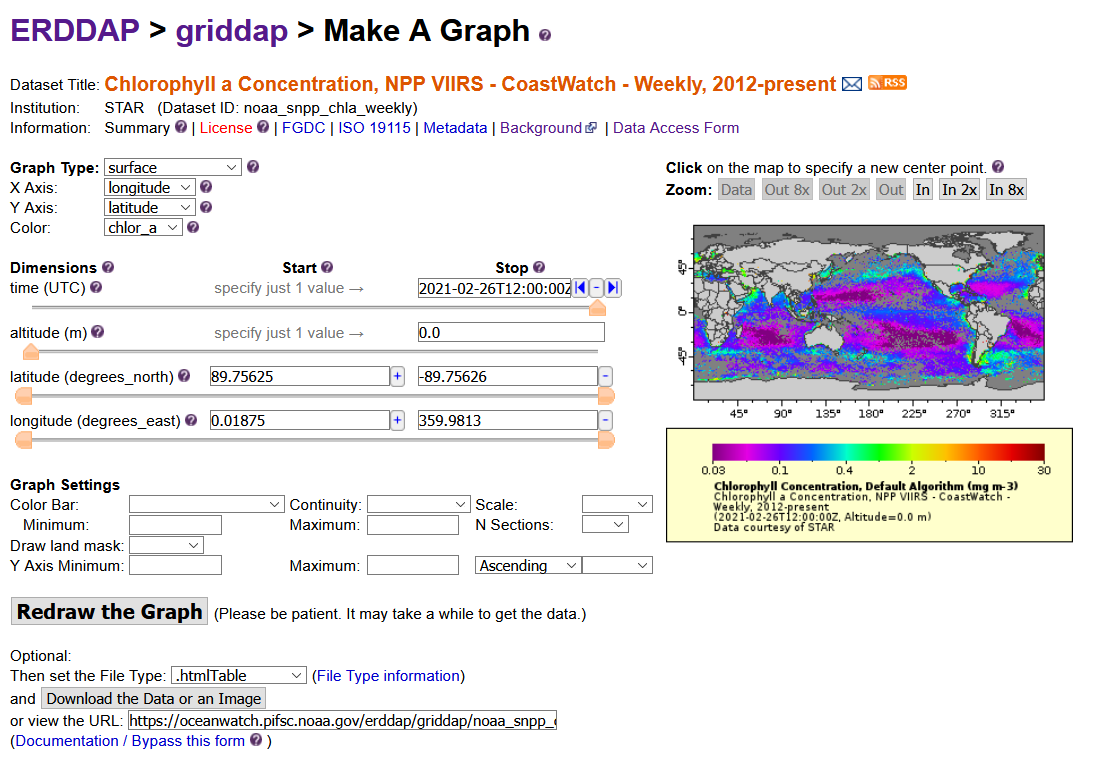 ERDDAP > griddap > Make A Graph ?
Dataset Title: Chlorophyll a Concentration, NPP VIIRS - CoastWatch - Weekly, 2012-present RSS
Institution: STAR (Dataset ID: noaa_snpp_chla_weekly)
Information: Summary ? | License ? | FGDC | ISO 19115 | Metadata | Background | Data Access Form
Graph Type: surface ?
X Axis: longitude ?
Y Axis: latitude ?
Color: chlor_a ?
Dimensions ? Start ? Stop ?
time (UTC) ? specify just 1 value → 2021-02-26T12:00:00Z -
altitude (m) ? specify just 1 value → 0.0
latitude (degrees_north) ? 89.75625 + -89.75626 -
longitude (degrees_east) ? 0.01875 + 359.9813 -
Graph Settings
Color Bar: Continuity: Scale:
Minimum: Maximum: N Sections:
Draw land mask:
Y Axis Minimum: Maximum: Ascending
Redraw the Graph (Please be patient. It may take a while to get the data.)
Optional:
Then set the File Type: .htmlTable (File Type information)
and Download the Data or an Image
or view the URL: https://oceanwatch.pifsc.noaa.gov/erddap/griddap/noaa_snpp_
(Documentation / Bypass this form ? )
Click on the map to specify a new center point. ?
Zoom: Data Out 8x Out 2x Out In In 2x In 8x
45°
0°
-45°
45° 90° 135° 180° 225° 270° 315°
0.03 0.1 0.4 2 10 30
Chlorophyll Concentration, Default Algorithm (mg m-3)
Chlorophyll a Concentration, NPP VIIRS - CoastWatch -
Weekly, 2012-present
(2021-02-26T12:00:00Z, Altitude=0.0 m)
Data courtesy of STAR